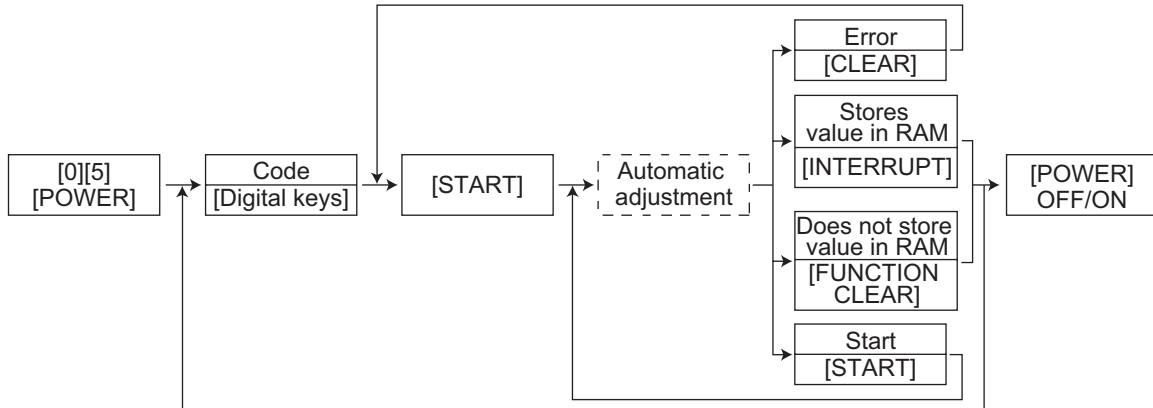 [0][5]
[POWER]
Code
[Digital keys]
[START]
Automatic
adjustment
Error
[CLEAR]
Stores
value in RAM
[INTERRUPT]
Does not store
value in RAM
[FUNCTION
CLEAR]
Start
[START]
[POWER]
OFF/ON